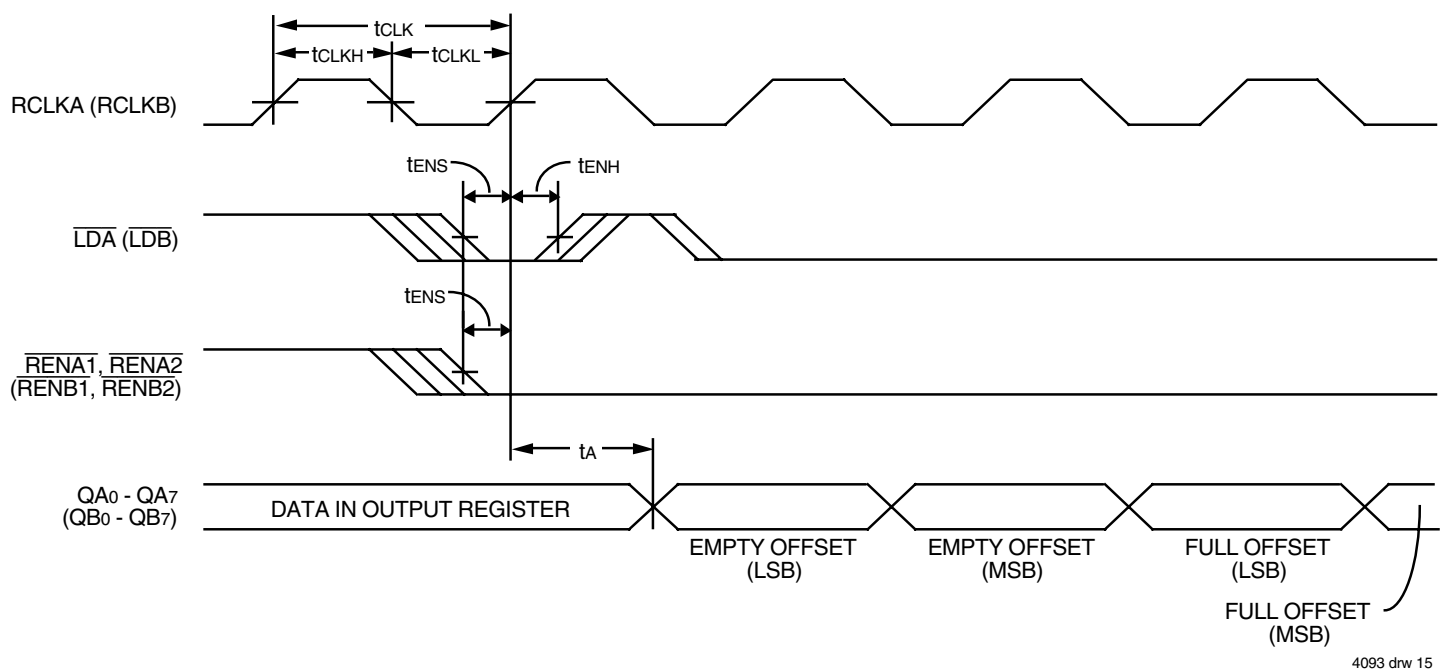 tCLK
tCLKH
tCLKL
RCLKA (RCLKB)
tENS
tENH
LDA (LDB)
tENS
RENA1, RENA2
(RENB1, RENB2)
tA
QA0 - QA7
(QB0 - QB7)
DATA IN OUTPUT REGISTER
EMPTY OFFSET
(LSB)
EMPTY OFFSET
(MSB)
FULL OFFSET
(LSB)
FULL OFFSET
(MSB)
4093 drw 15